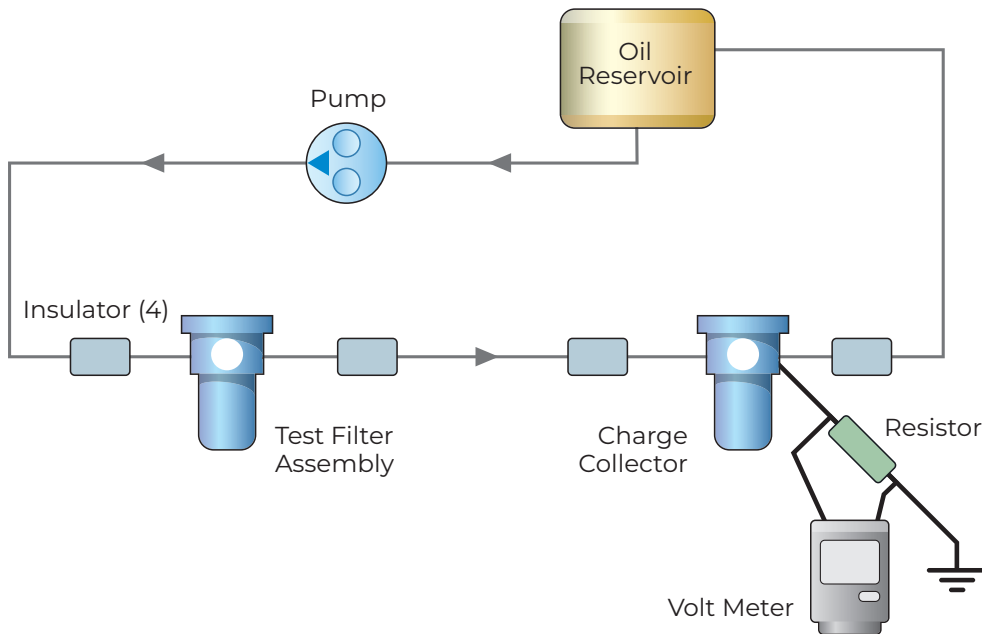 Oil
Reservoir
Pump
Insulator (4)
Test Filter
Assembly
Charge
Collector
Resistor
Volt Meter